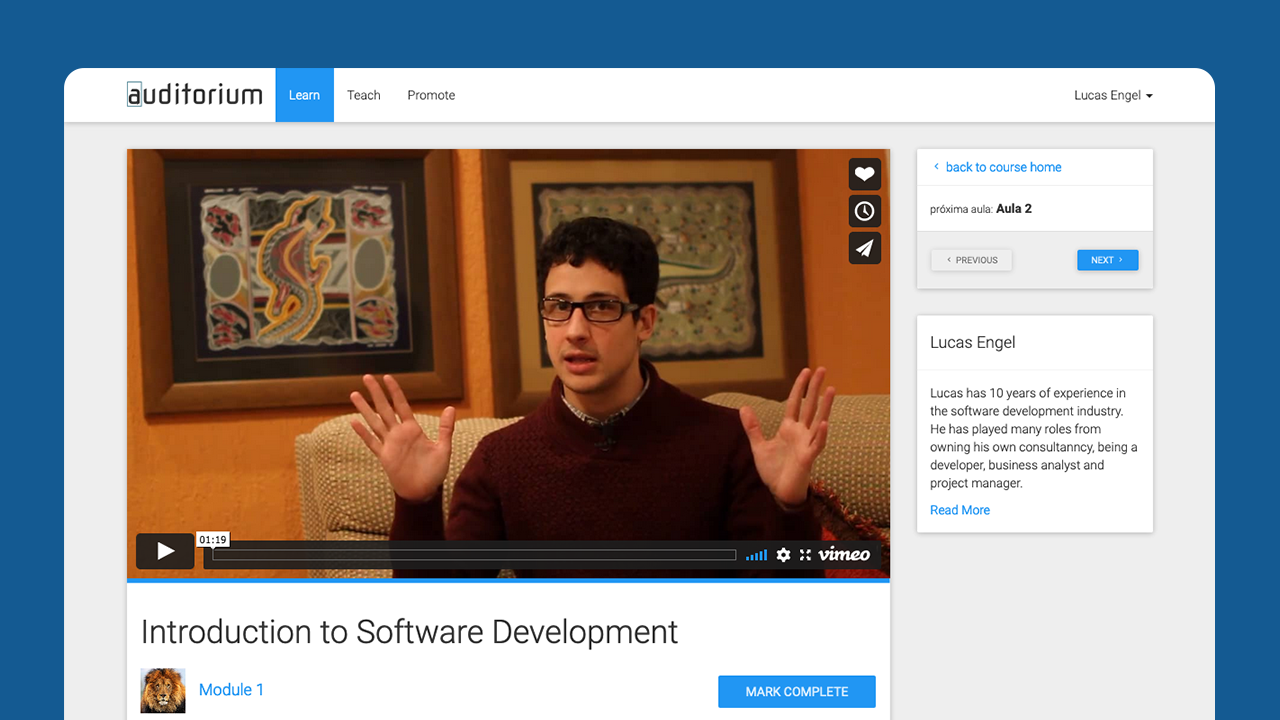 auditorium
Learn
Teach
Promote
Lucas Engel
back to course home
próxima aula: Aula 2
PREVIOUS
NEXT
01:19
vimeo
Lucas Engel
Lucas has 10 years of experience in
the software development industry.
He has played many roles from
owning his own consultanncy, being a
developer, business analyst and
project manager.
Read More
Introduction to Software Development
Module 1
MARK COMPLETE